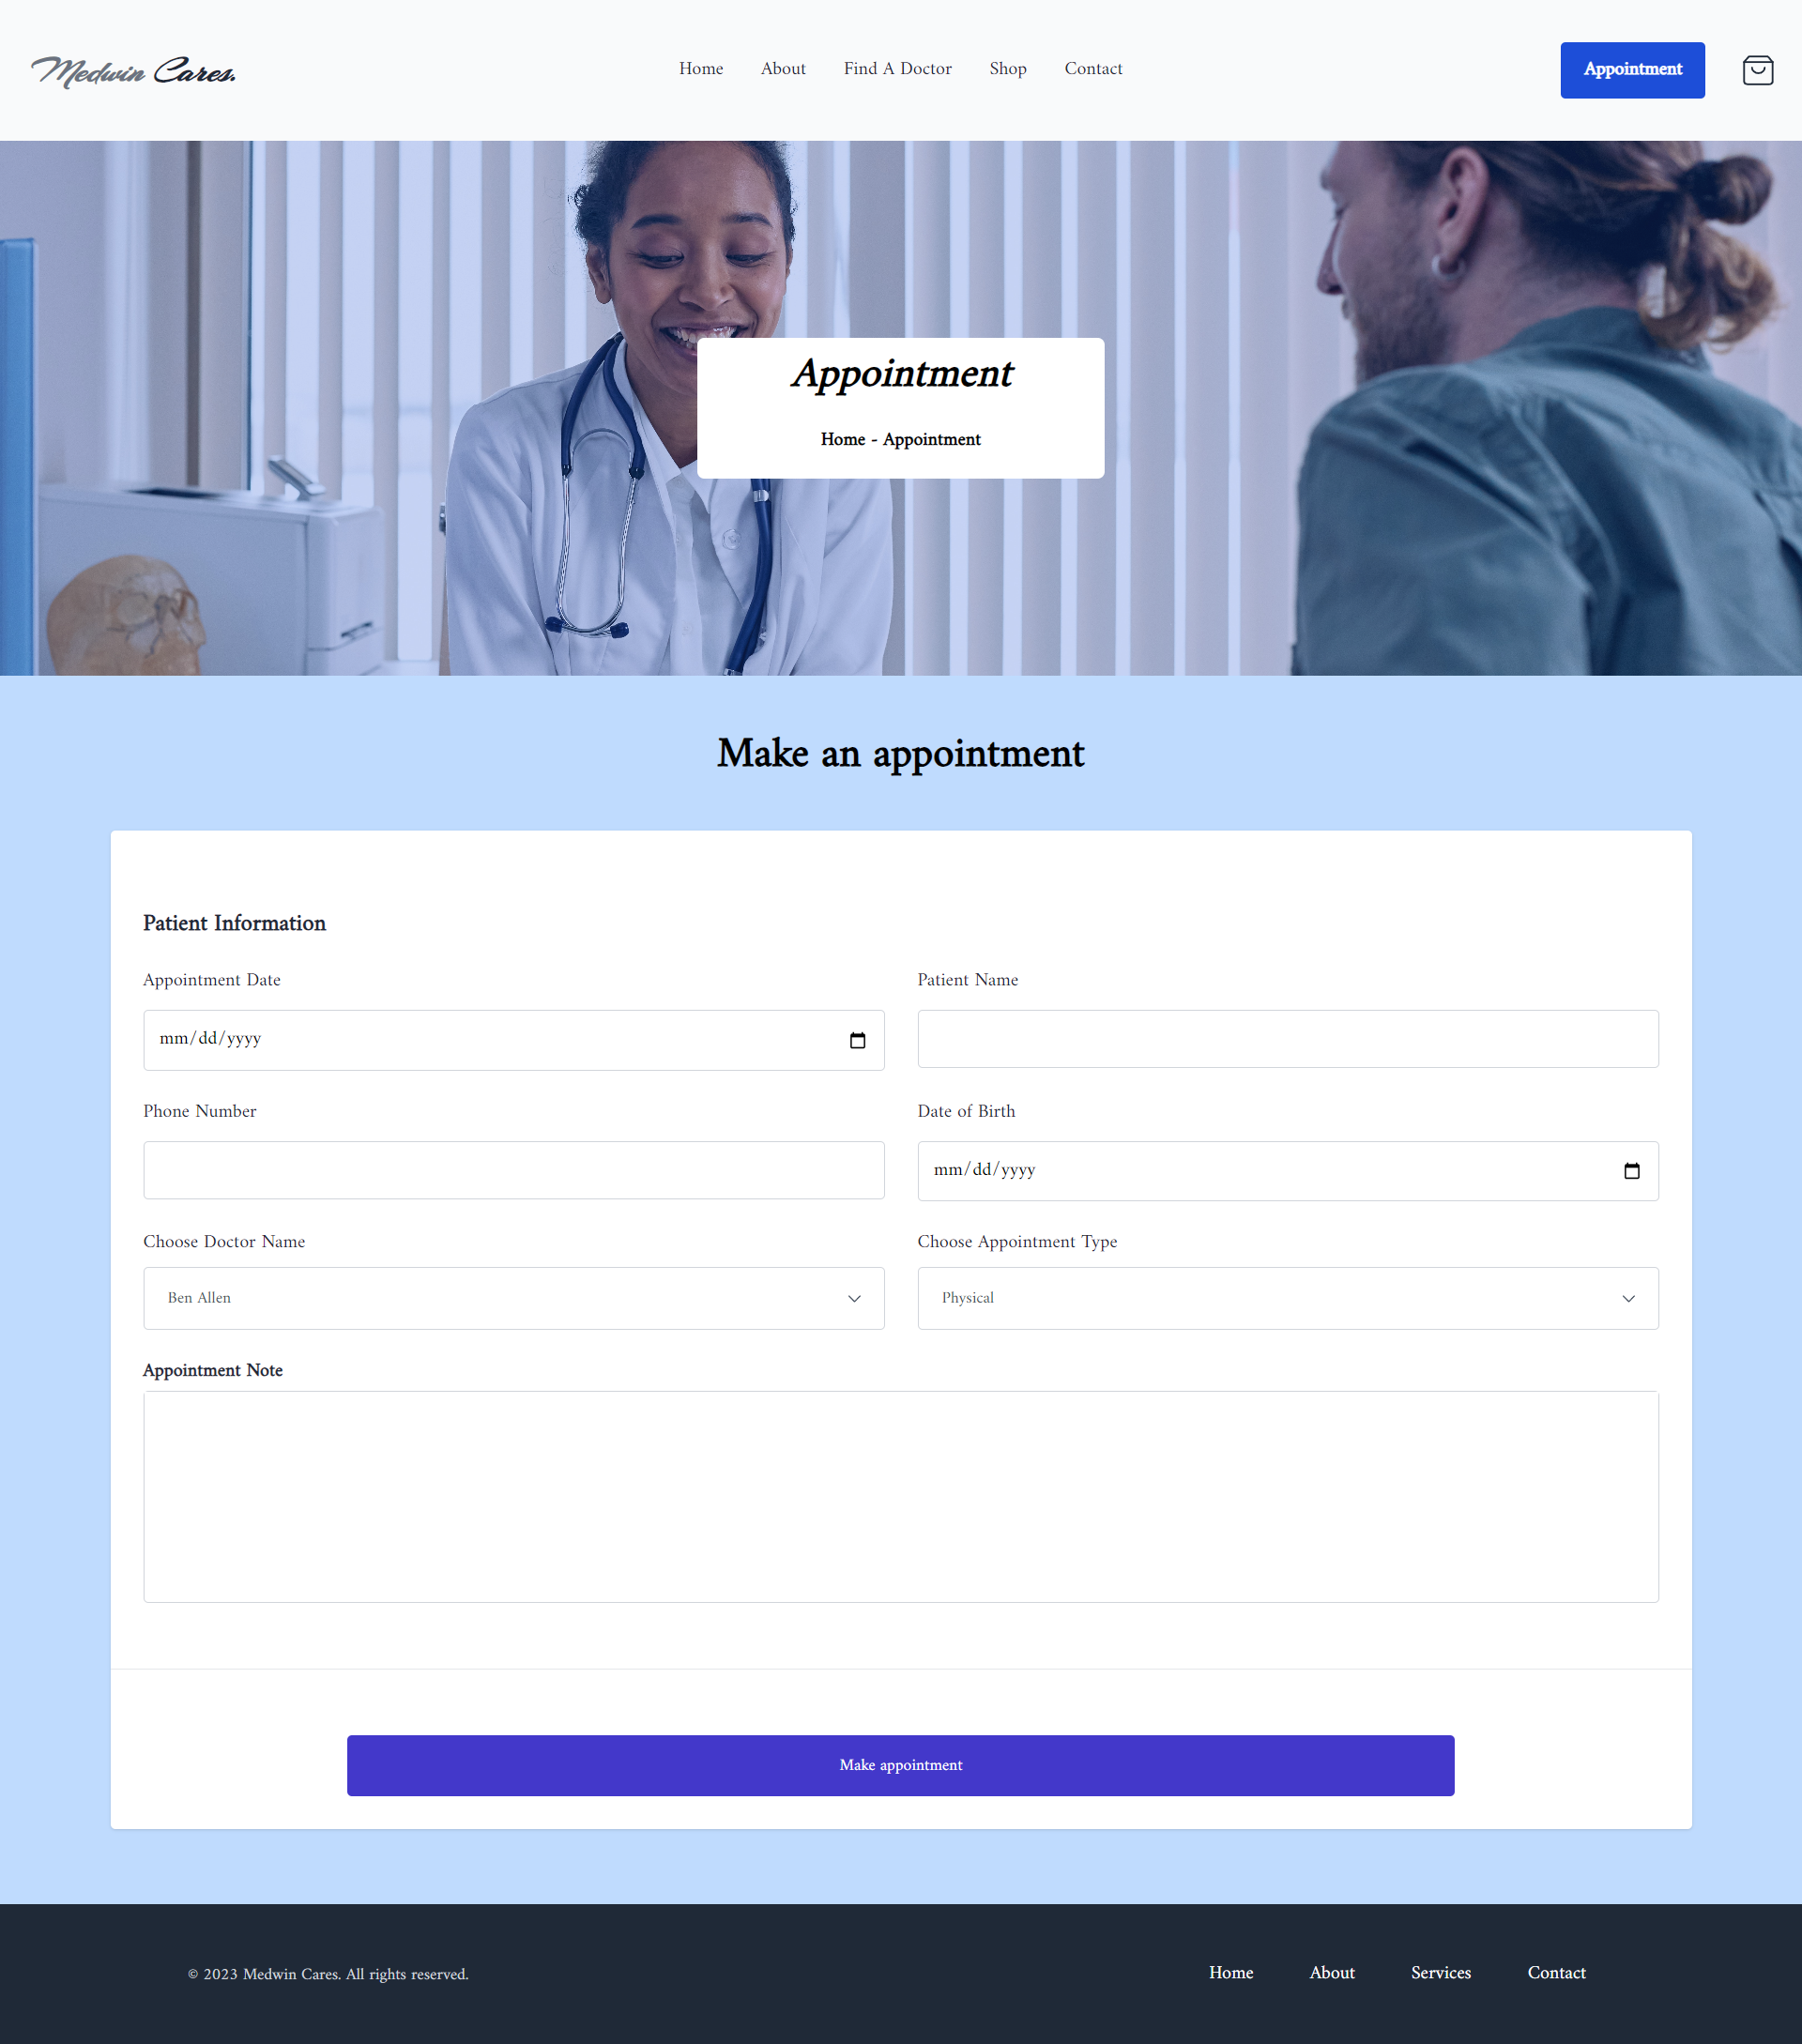 Medwin Cares.
Home About Find A Doctor Shop Contact
Appointment
Appointment
Home - Appointment
Make an appointment
Patient Information
Appointment Date
Patient Name
mm/dd/yyyy
Phone Number
Date of Birth
mm/dd/yyyy
Choose Doctor Name
Choose Appointment Type
Ben Allen
Physical
Appointment Note
Make appointment
© 2023 Medwin Cares. All rights reserved.
Home About Services Contact